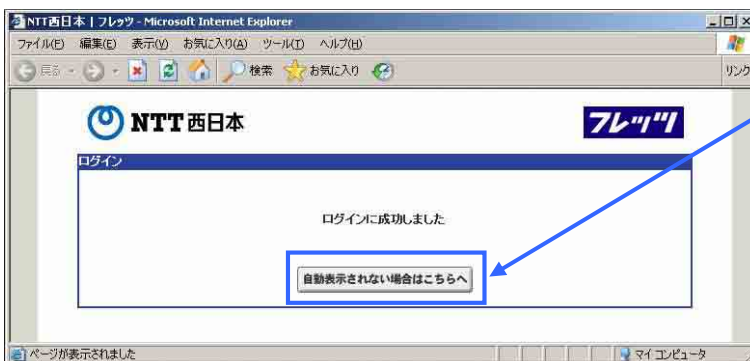 NTT西日本 | フレッツ - Microsoft Internet Explorer
ファイル(F) 編集(E) 表示(V) お気に入り(A) ツール(T) ヘルプ(H)
戻る 検索 お気に入り リンク
NTT西日本 フレッツ
ログイン
ログインに成功しました
自動表示されない場合はこちらへ
ページが表示されました マイ コンピュータ